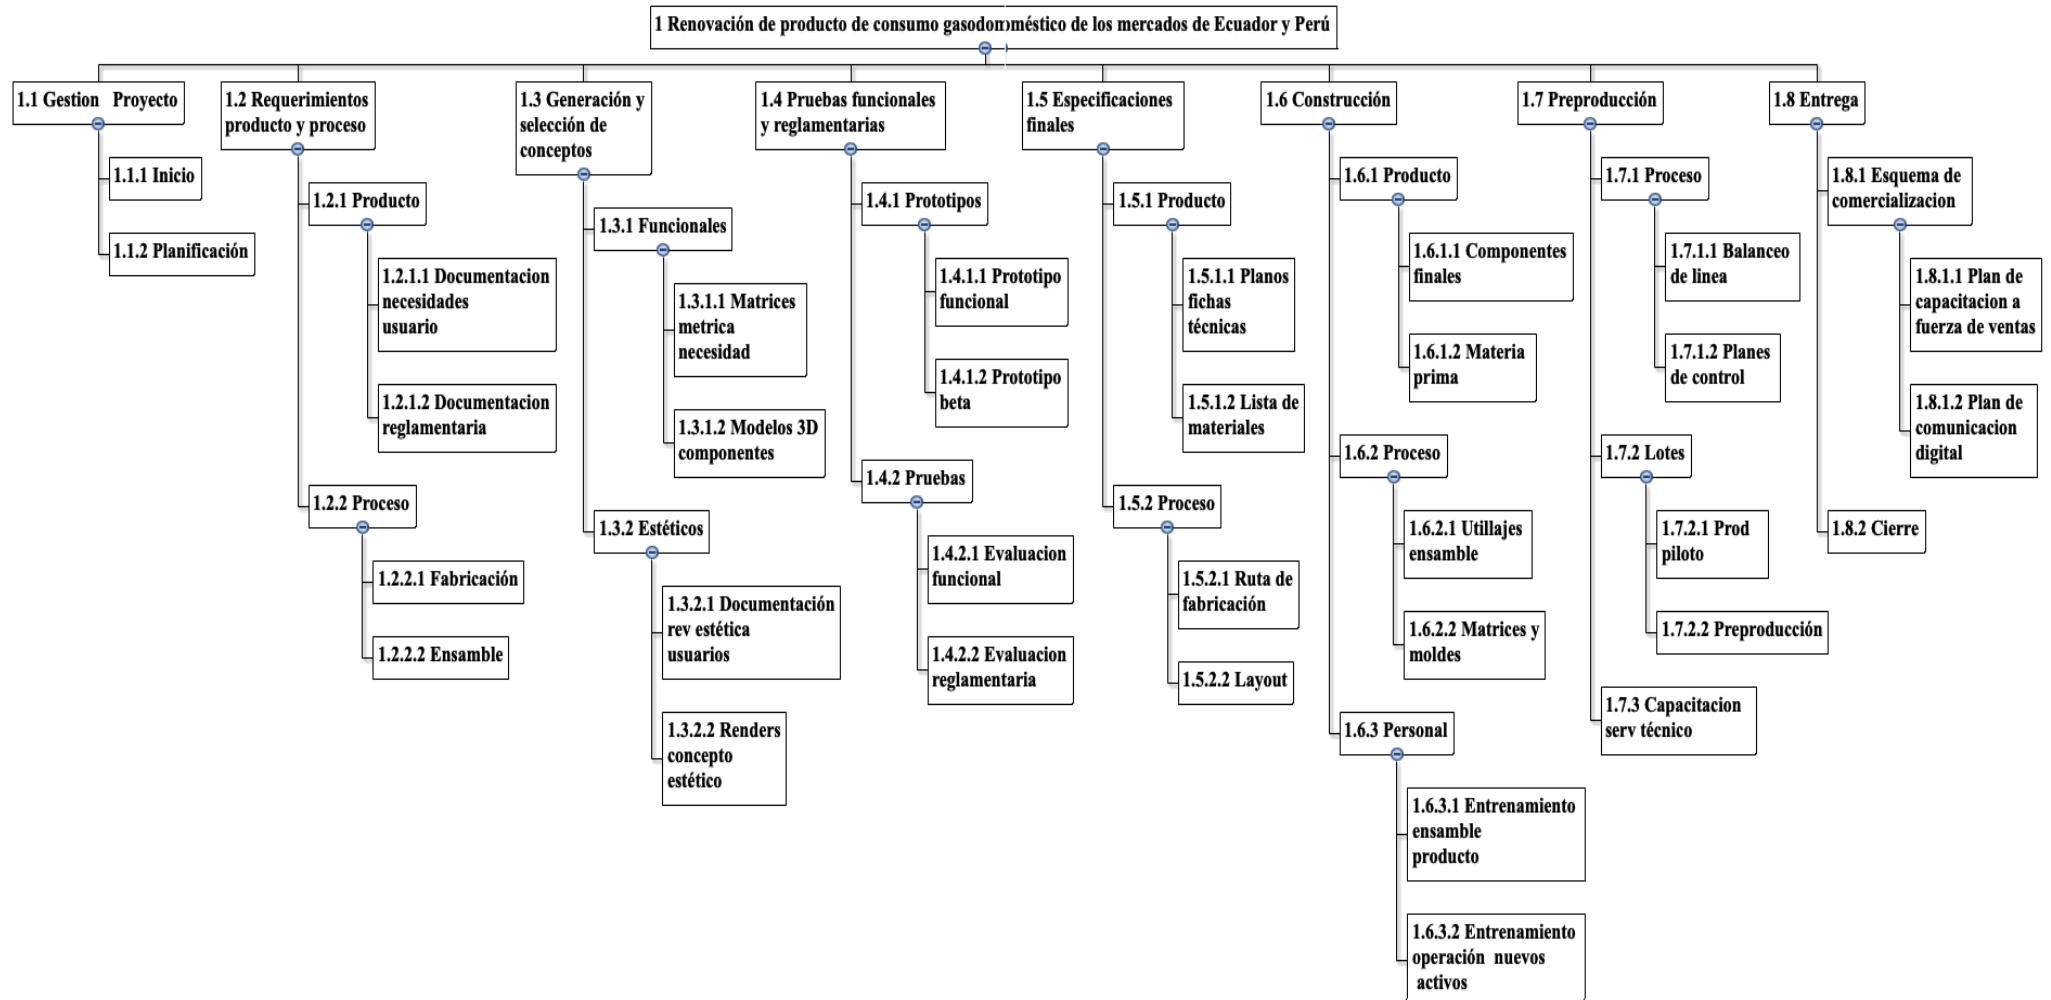 1 Renovación de producto de consumo gasodomoméstico de los mercados de Ecuador y Perú
1.1 Gestion Proyecto
1.1.1 Inicio
1.1.2 Planificación
1.2 Requerimientos
producto y proceso
1.2.1 Producto
1.2.1.1 Documentacion
necesidades
usuario
1.2.1.2 Documentacion
reglamentaria
1.2.2 Proceso
1.2.2.1 Fabricación
1.2.2.2 Ensamble
1.3 Generación y
selección de
conceptos
1.3.1 Funcionales
1.3.1.1 Matrices
metrica
necesidad
1.3.1.2 Modelos 3D
componentes
1.3.2 Estéticos
1.3.2.1 Documentación
rev estética
usuarios
1.3.2.2 Renders
concepto
estético
1.4 Pruebas funcionales
y reglamentarias
1.4.1 Prototipos
1.4.1.1 Prototipo
funcional
1.4.1.2 Prototipo
beta
1.4.2 Pruebas
1.4.2.1 Evaluacion
funcional
1.4.2.2 Evaluacion
reglamentaria
1.5 Especificaciones
finales
1.5.1 Producto
1.5.1.1 Planos
fichas
técnicas
1.5.1.2 Lista de
materiales
1.5.2 Proceso
1.5.2.1 Ruta de
fabricación
1.5.2.2 Layout
1.6 Construcción
1.6.1 Producto
1.6.1.1 Componentes
finales
1.6.1.2 Materia
prima
1.6.2 Proceso
1.6.2.1 Utillajes
ensamble
1.6.2.2 Matrices y
moldes
1.6.3 Personal
1.6.3.1 Entrenamiento
ensamble
producto
1.6.3.2 Entrenamiento
operación nuevos
activos
1.7 Preproducción
1.7.1 Proceso
1.7.1.1 Balanceo
de linea
1.7.1.2 Planes
de control
1.7.2 Lotes
1.7.2.1 Prod
piloto
1.7.2.2 Preproducción
1.7.3 Capacitacion
serv técnico
1.8 Entrega
1.8.1 Esquema de
comercializacion
1.8.1.1 Plan de
capacitacion a
fuerza de ventas
1.8.1.2 Plan de
comunicacion
digital
1.8.2 Cierre